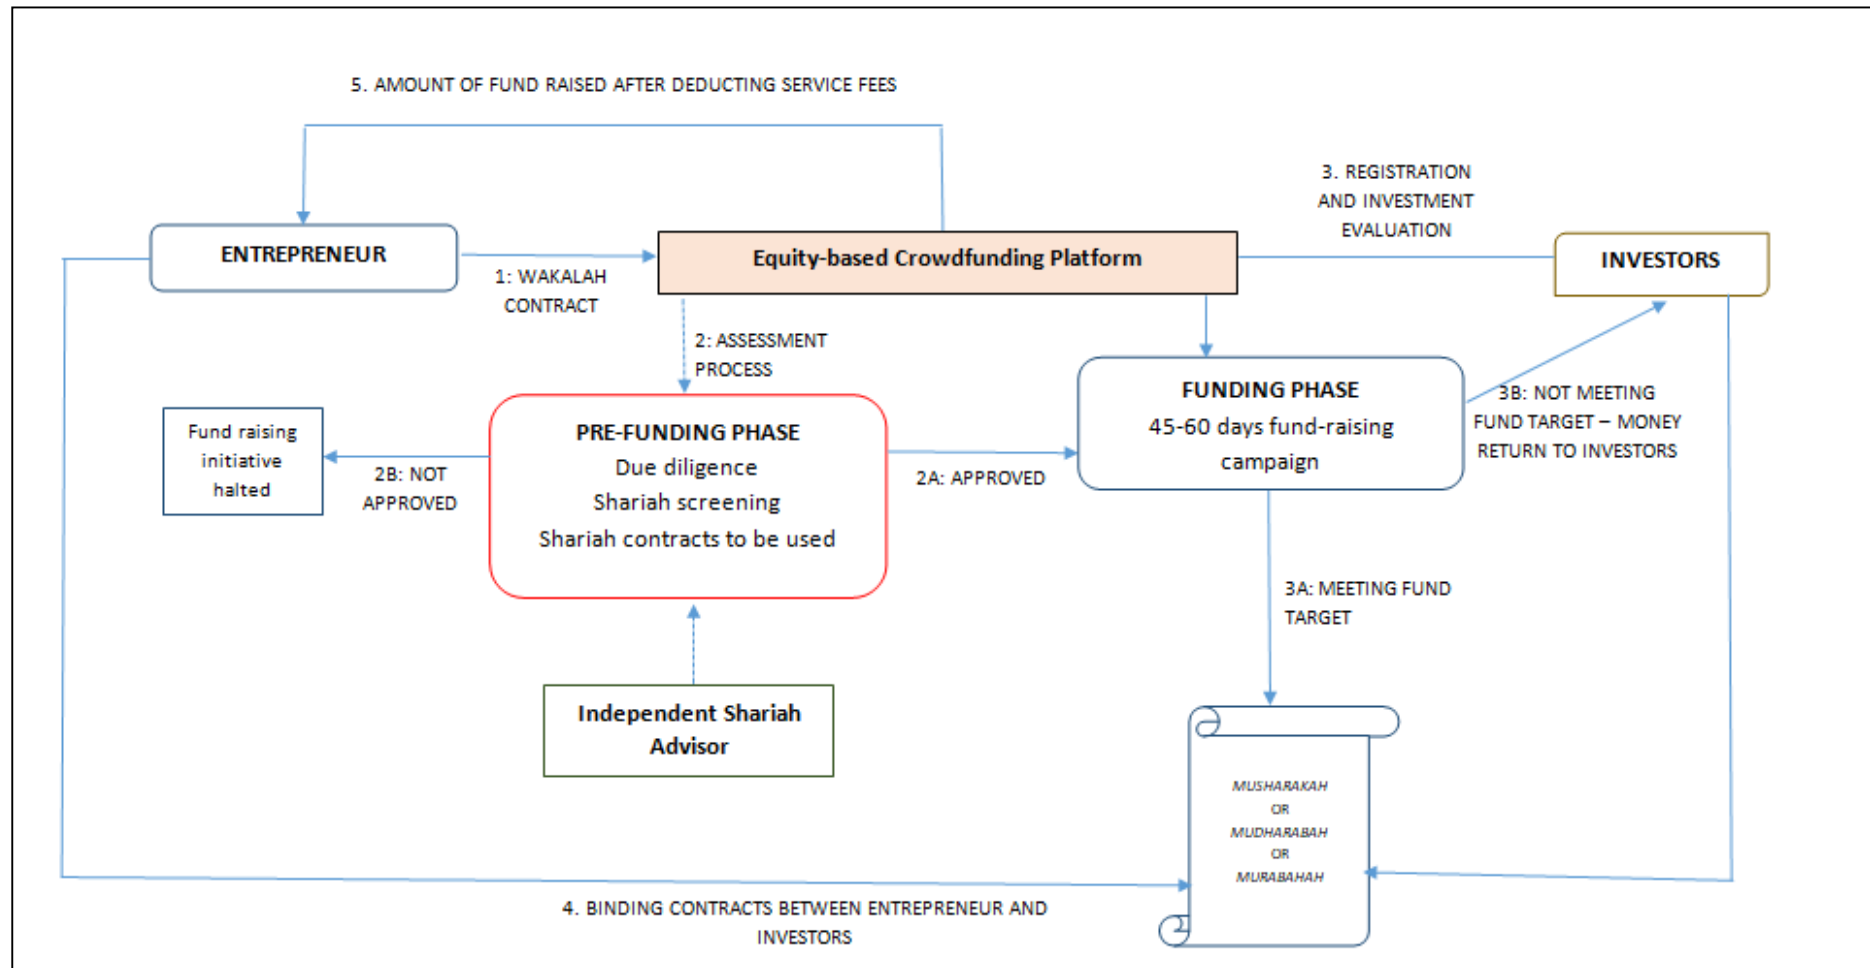 5. AMOUNT OF FUND RAISED AFTER DEDUCTING SERVICE FEES
3. REGISTRATION
AND INVESTMENT
EVALUATION
ENTREPRENEUR
Equity-based Crowdfunding Platform
INVESTORS
1: WAKALAH
CONTRACT
2: ASSESSMENT
PROCESS
FUNDING PHASE
45-60 days fund-raising
campaign
3B: NOT MEETING
FUND TARGET – MONEY
RETURN TO INVESTORS
Fund raising
initiative
halted
2B: NOT
APPROVED
PRE-FUNDING PHASE
Due diligence
Shariah screening
Shariah contracts to be used
2A: APPROVED
3A: MEETING FUND
TARGET
Independent Shariah
Advisor
MUSHARAKAH
OR
MUDHARABAH
OR
MURABAHAH
4. BINDING CONTRACTS BETWEEN ENTREPRENEUR AND
INVESTORS